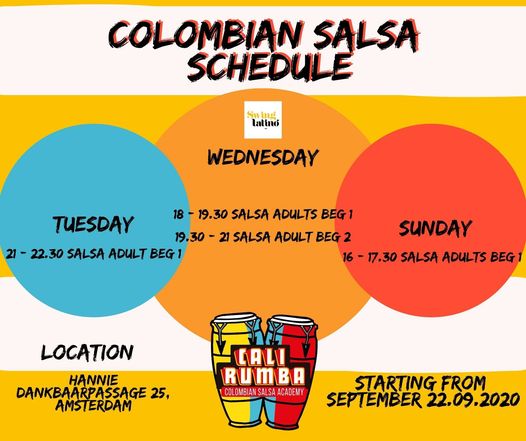 COLOMBIAN SALSA
SCHEDULE
Swing
latino
WEDNESDAY
18 - 19.30 SALSA ADULTS BEG 1
19.30 - 21 SALSA ADULT BEG 2
TUESDAY
21 - 22.30 SALSA ADULT BEG 1
SUNDAY
16 - 17.30 SALSA ADULTS BEG 1
LOCATION
HANNIE
DANKBAARPASSAGE 25,
AMSTERDAM
CALI
RUMBA
COLOMBIAN SALSA ACADEMY
STARTING FROM
SEPTEMBER 22.09.2020